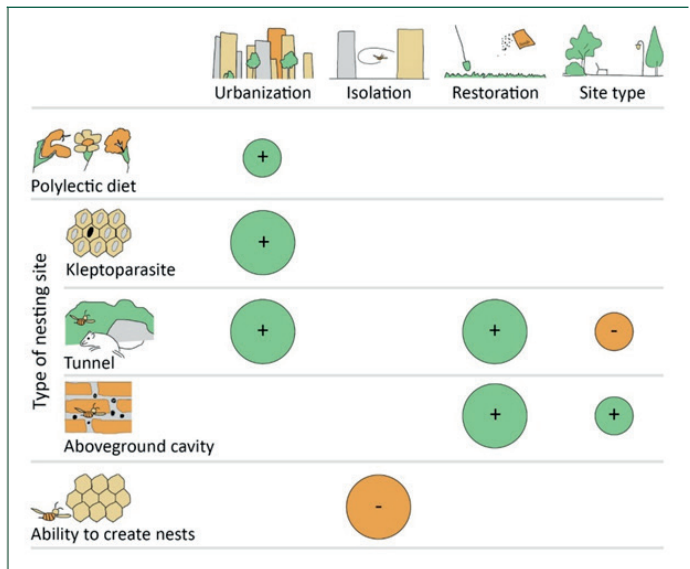 Urbanization Isolation Restoration Site type
+
Polylectic diet
Type of nesting site
+
Kleptoparasite
+ + -
Tunnel
+ +
Aboveground cavity
-
Ability to create nests